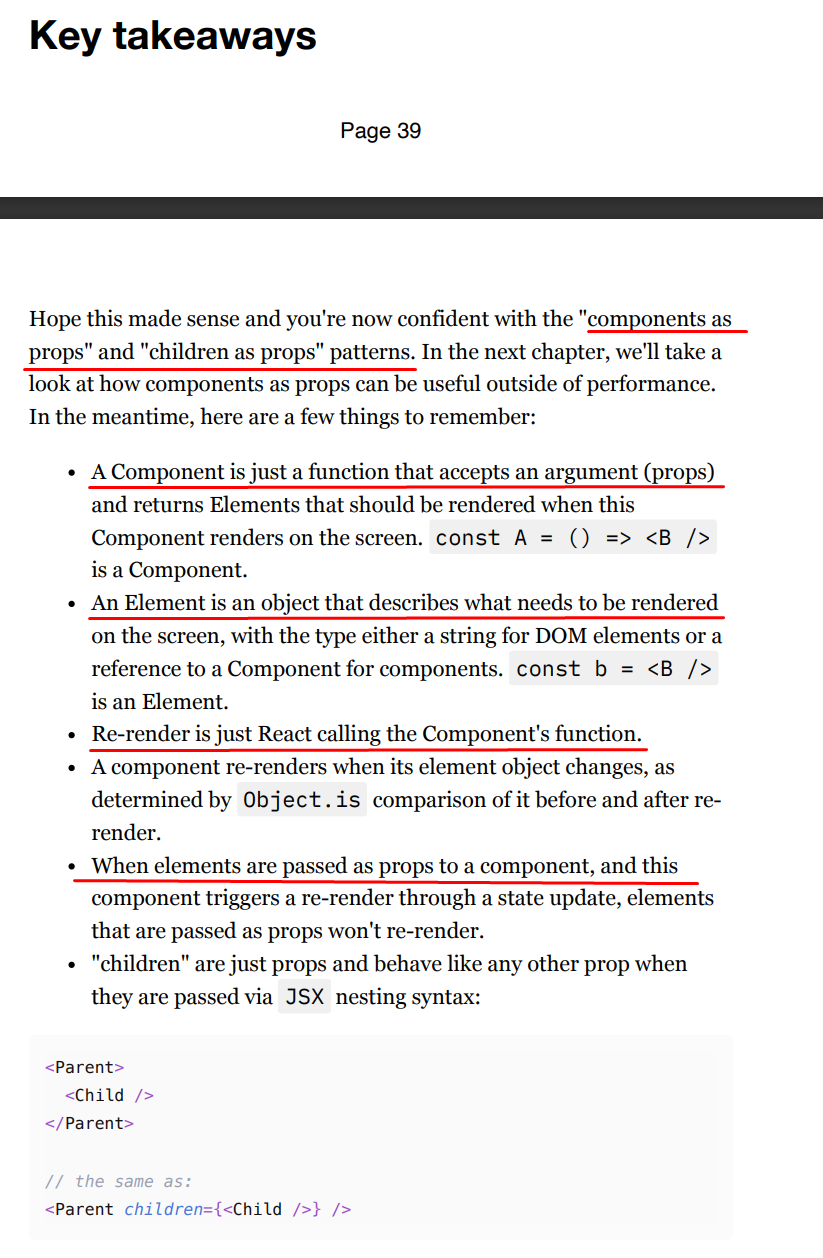 Key takeaways
Page 39
Hope this made sense and you're now confident with the "components as
props" and "children as props" patterns. In the next chapter, we'll take a
look at how components as props can be useful outside of performance.
In the meantime, here are a few things to remember:
• A Component is just a function that accepts an argument (props)
and returns Elements that should be rendered when this
Component renders on the screen. const A = () => <B />
is a Component.
• An Element is an object that describes what needs to be rendered
on the screen, with the type either a string for DOM elements or a
reference to a Component for components. const b = <B />
is an Element.
• Re-render is just React calling the Component's function.
• A component re-renders when its element object changes, as
determined by Object.is comparison of it before and after re-
render.
• When elements are passed as props to a component, and this
component triggers a re-render through a state update, elements
that are passed as props won't re-render.
• "children" are just props and behave like any other prop when
they are passed via JSX nesting syntax:
<Parent>
  <Child />
</Parent>
// the same as:
<Parent children={<Child />} />